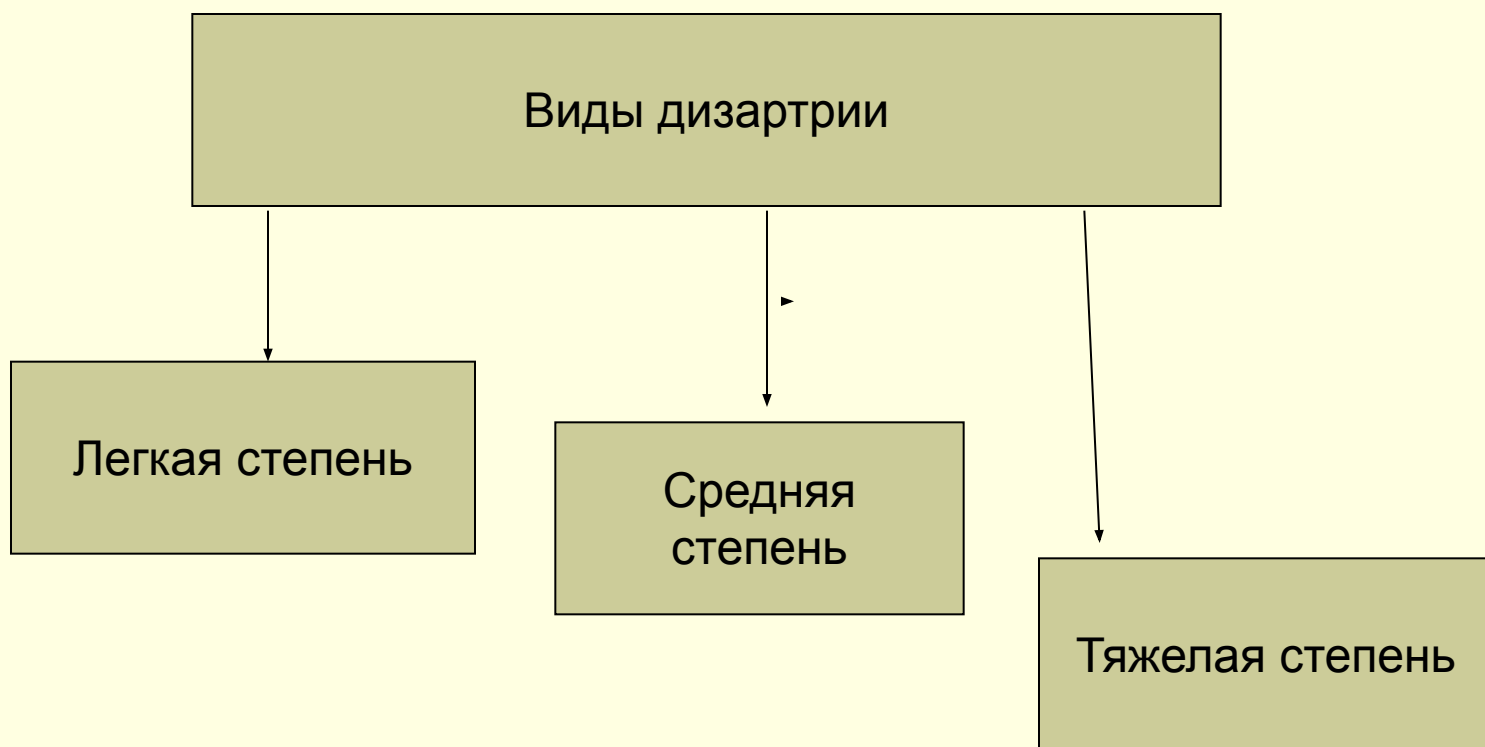 Виды дизартрии
Легкая степень
Средняя
степень
Тяжелая степень